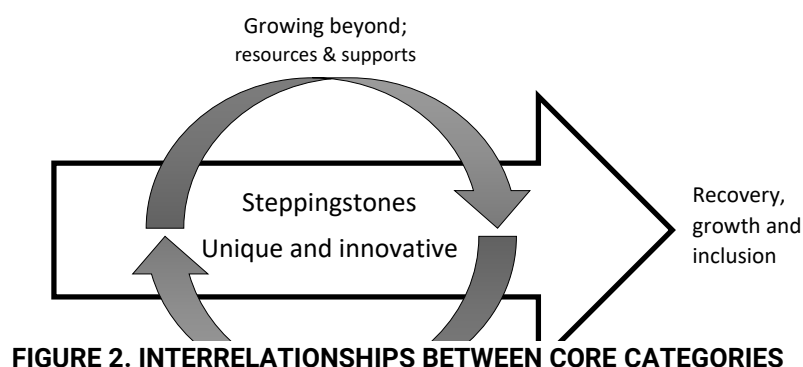 Growing beyond;
resources & supports
Steppingstones
Unique and innovative
Recovery,
growth and
inclusion
FIGURE 2. INTERRELATIONSHIPS BETWEEN CORE CATEGORIES